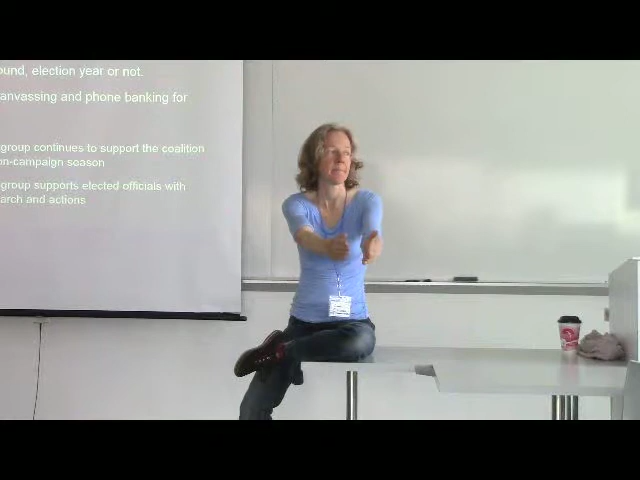 ound, election year or not.
anvassing and phone banking for
group continues to support the coalition
on-campaign season
group supports elected officials with
arch and actions